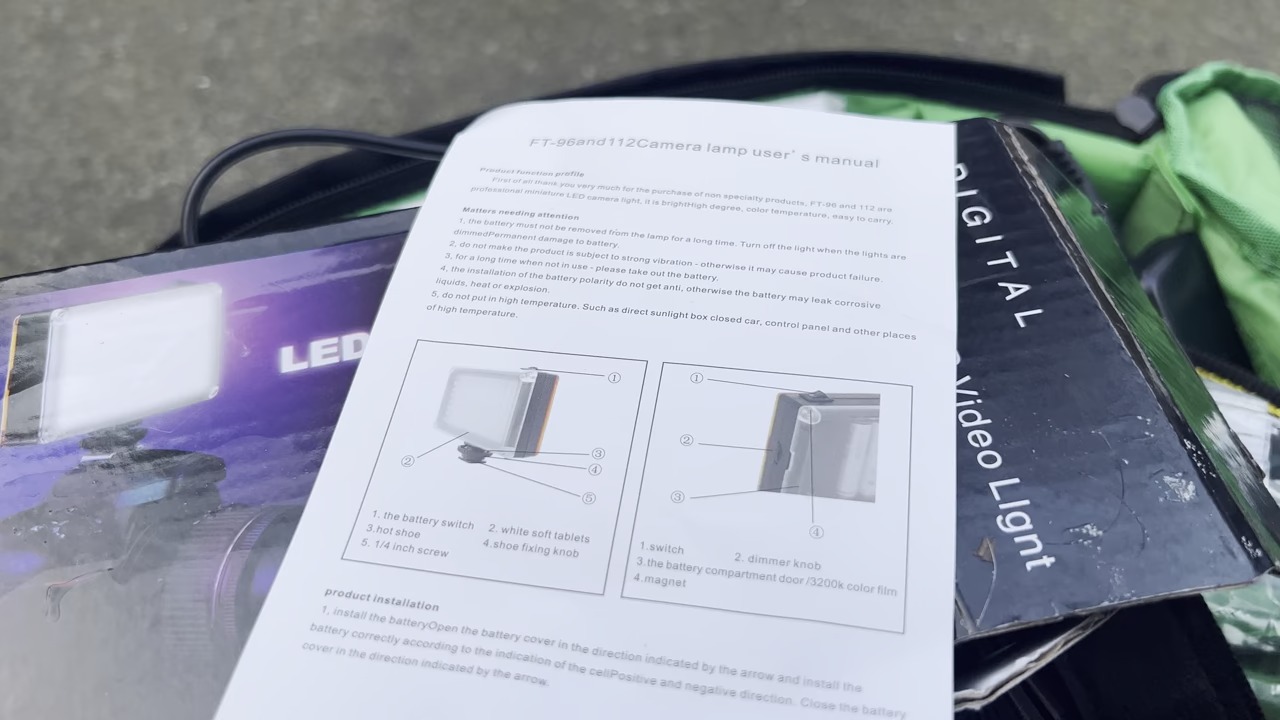 FT-96and112Camera lamp user's manual
Product function profile
First of all thank you very much for the purchase of non specialty products, FT-96 and 112 are
professional miniature LED camera light, it is brightHigh degree, color temperature, easy to carry.
Matters needing attention
1, the battery must not be removed from the lamp for a long time. Turn off the light when the lights are
dimmedPermanent damage to battery.
2, do not make the product is subject to strong vibration - otherwise it may cause product failure.
3, for a long time when not in use - please take out the battery.
4, the installation of the battery polarity do not get anti, otherwise the battery may leak corrosive
liquids, heat or explosion.
5, do not put in high temperature. Such as direct sunlight box closed car, control panel and other places
of high temperature.
①
②
③
④
⑤
1. the battery switch 2. white soft tablets
3.hot shoe 4.shoe fixing knob
5. 1/4 inch screw
①
②
③
④
1.switch 2. dimmer knob
3.the battery compartment door /3200k color film
4.magnet
product installation
1, install the batteryOpen the battery cover in the direction indicated by the arrow and install the
battery correctly according to the indication of the cellPositive and negative direction. Close the battery
cover in the direction indicated by the arrow.
LED
DIGITAL
Video LIgnt